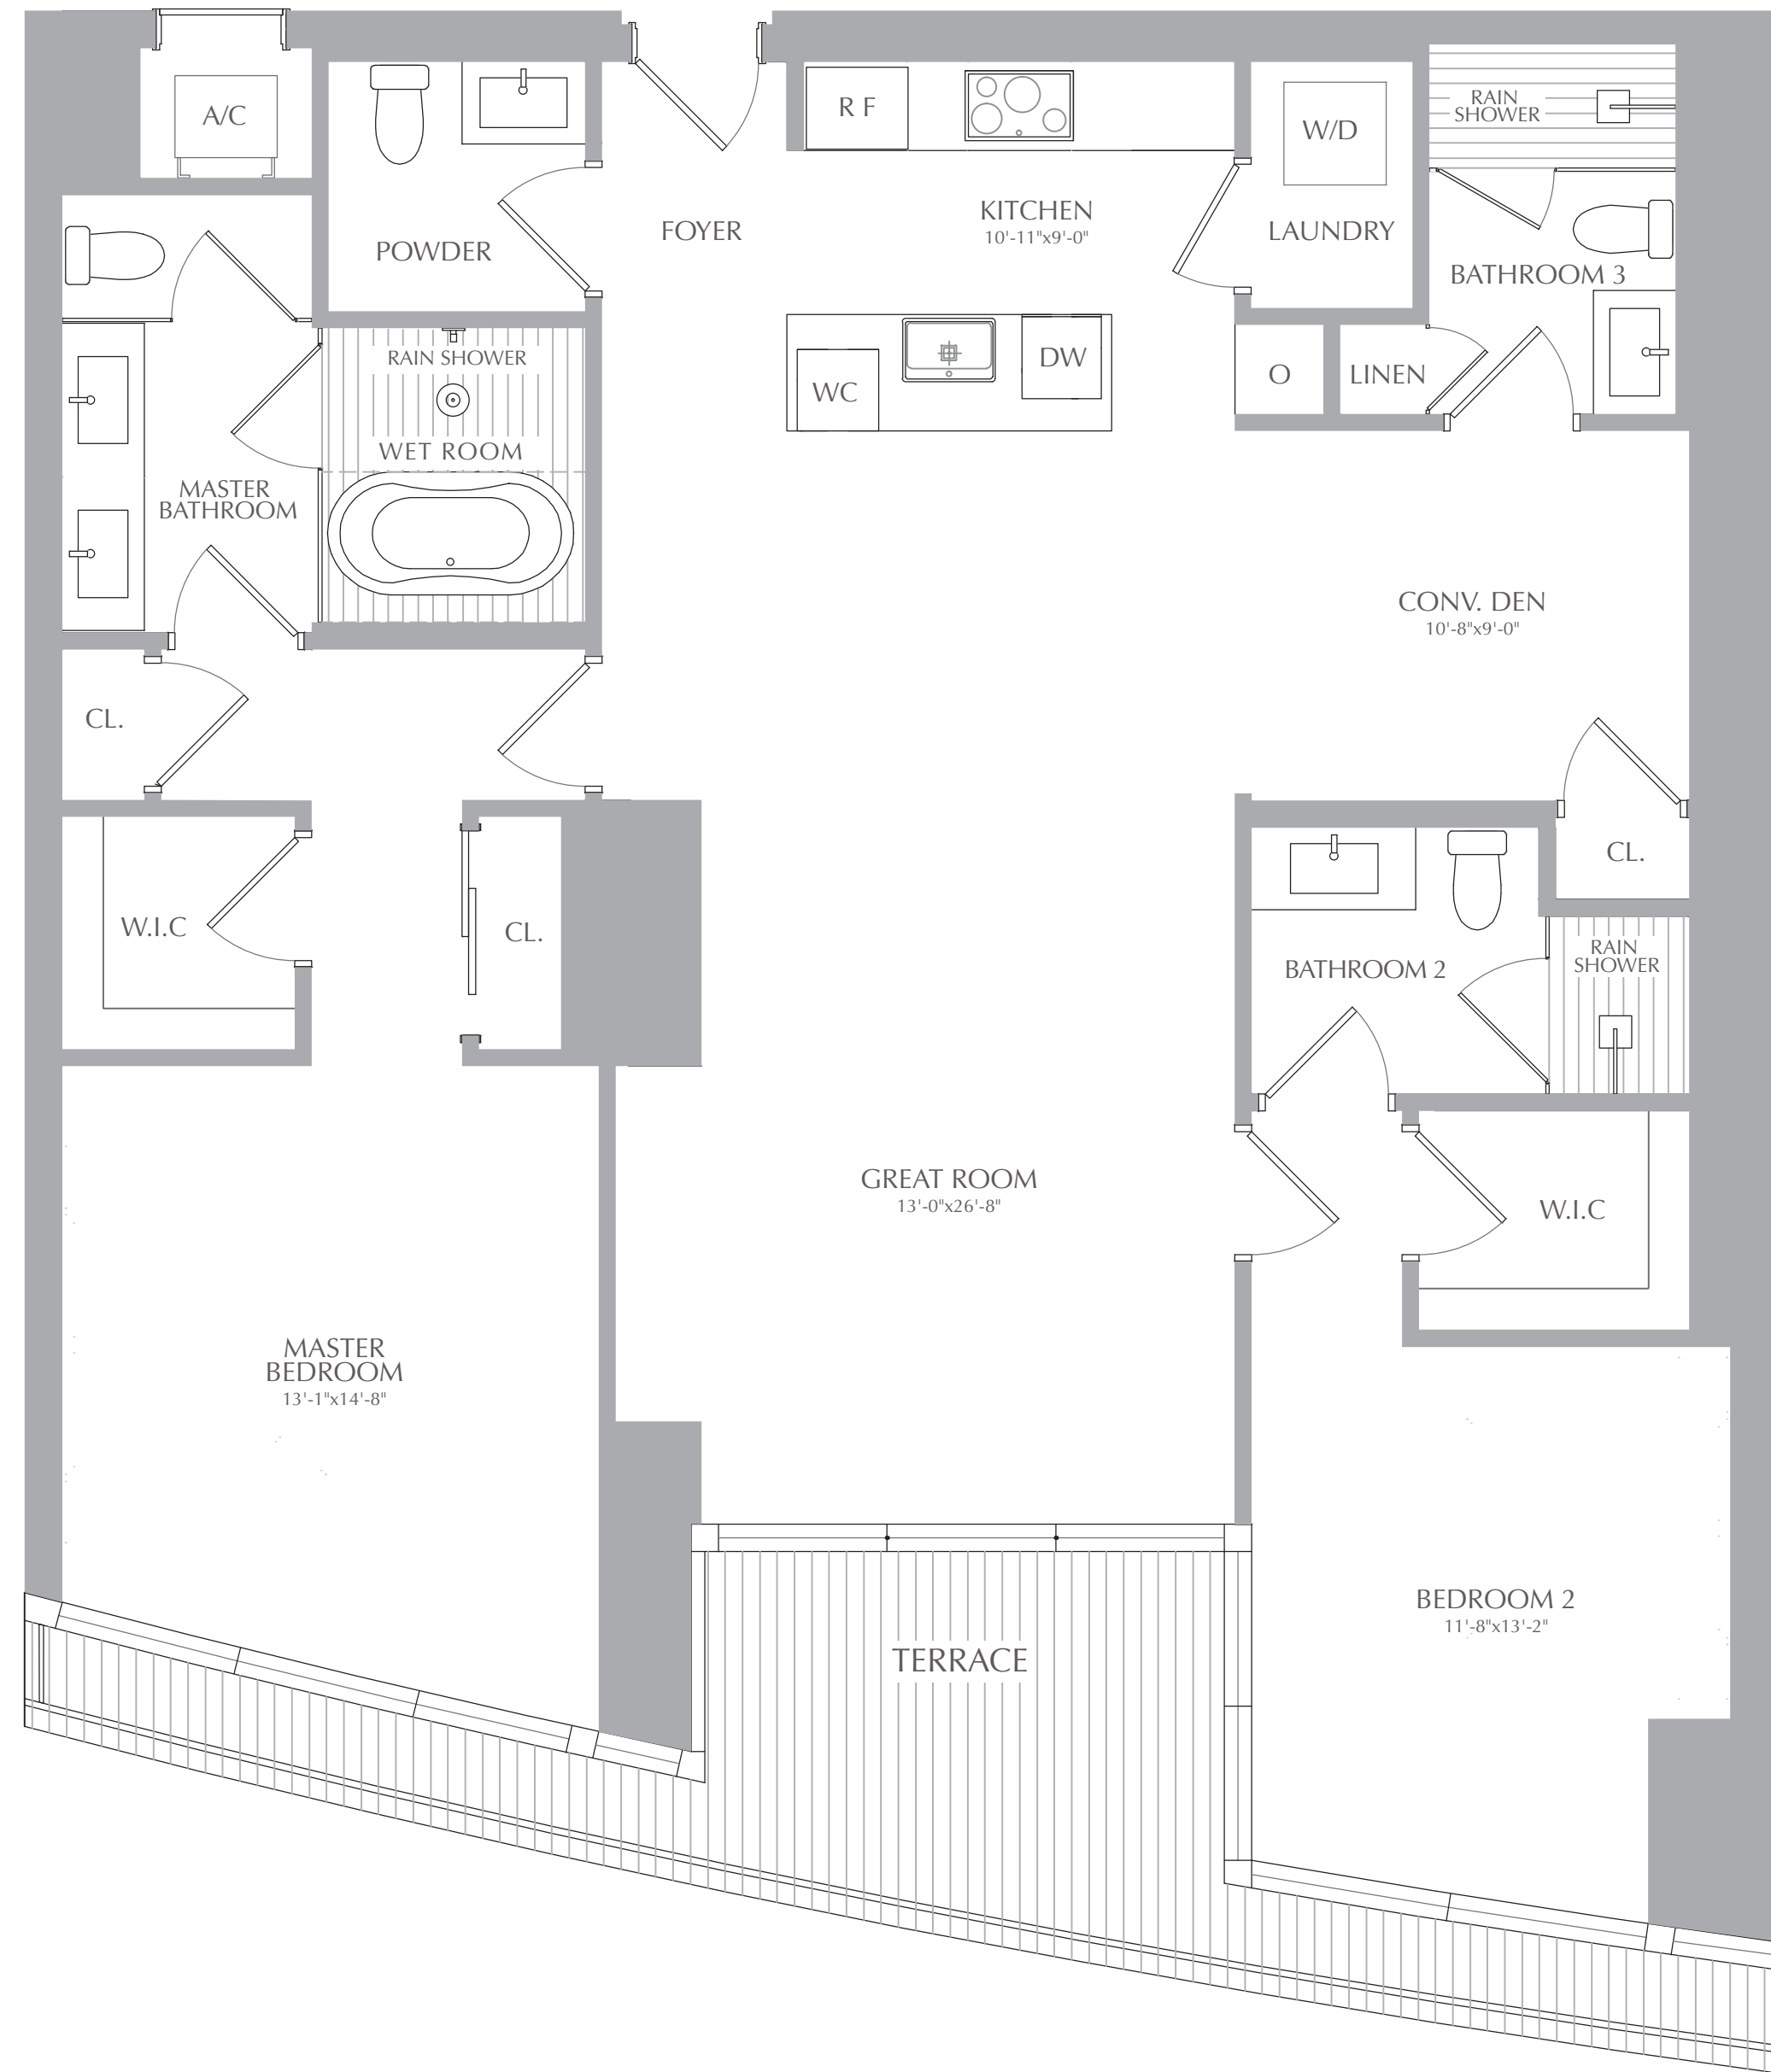 A/C
R F
W/D
RAIN
SHOWER
POWDER
FOYER
KITCHEN
10'-11"x9'-0"
LAUNDRY
BATHROOM 3
RAIN SHOWER
WC
DW
O
LINEN
WET ROOM
MASTER
BATHROOM
CONV. DEN
10'-8"x9'-0"
CL.
CL.
W.I.C
CL.
BATHROOM 2
RAIN
SHOWER
GREAT ROOM
13'-0"x26'-8"
W.I.C
MASTER
BEDROOM
13'-1"x14'-8"
BEDROOM 2
11'-8"x13'-2"
TERRACE